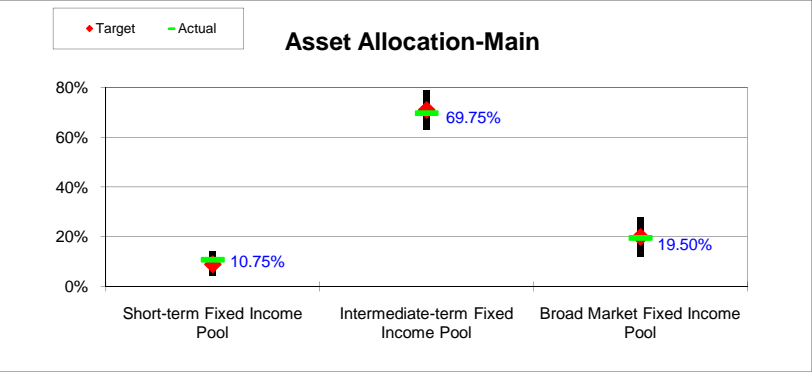 Target Actual
Asset Allocation-Main
80%
69.75%
60%
40%
20%
19.50%
10.75%
0%
Short-term Fixed Income
Pool
Intermediate-term Fixed
Income Pool
Broad Market Fixed Income
Pool